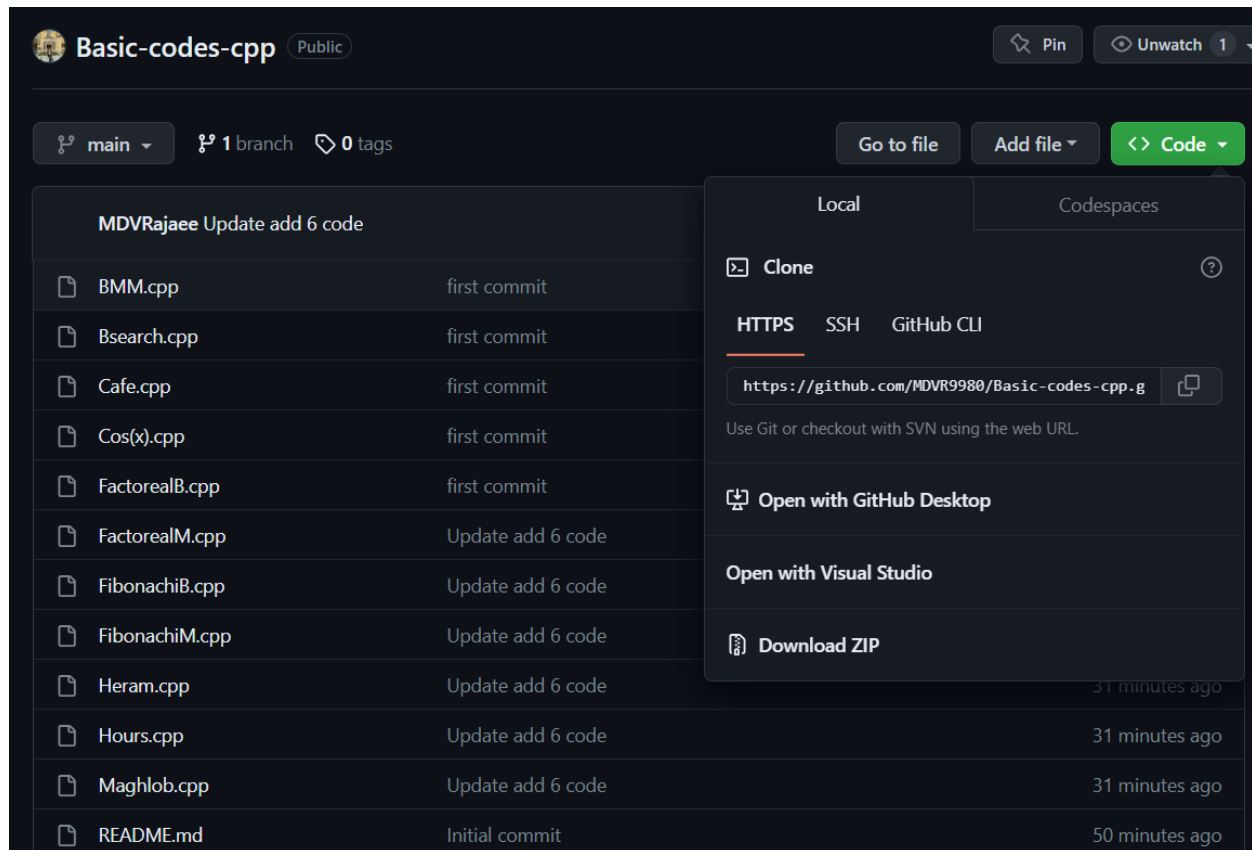 Basic-codes-cpp Public Pin Unwatch 1
main 1 branch 0 tags Go to file Add file Code
MDVRajaee Update add 6 code
BMM.cpp first commit
Bsearch.cpp first commit
Cafe.cpp first commit
Cos(x).cpp first commit
FactorealB.cpp first commit
FactorealM.cpp Update add 6 code
FibonachiB.cpp Update add 6 code
FibonachiM.cpp Update add 6 code
Heram.cpp Update add 6 code 31 minutes ago
Hours.cpp Update add 6 code 31 minutes ago
Maghlob.cpp Update add 6 code 31 minutes ago
README.md Initial commit 50 minutes ago
Local Codespaces
Clone
HTTPS SSH GitHub CLI
https://github.com/MDVR9980/Basic-codes-cpp.g
Use Git or checkout with SVN using the web URL.
Open with GitHub Desktop
Open with Visual Studio
Download ZIP